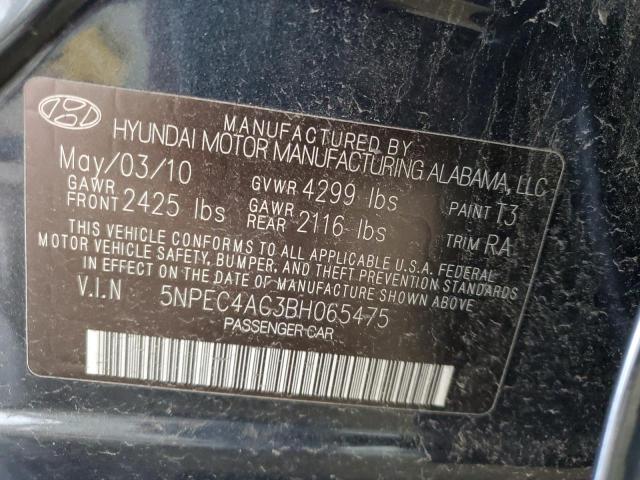 MANUFACTURED BY
HYUNDAI MOTOR MANUFACTURING ALABAMA, LLC
May/03/10 GVWR 4299 lbs PAINT T3
GAWR FRONT 2425 lbs GAWR REAR 2116 lbs TRIM RA
THIS VEHICLE CONFORMS TO ALL APPLICABLE U.S.A. FEDERAL
MOTOR VEHICLE SAFETY, BUMPER, AND THEFT PREVENTION STANDARDS
IN EFFECT ON THE DATE OF MANUFACTURE SHOWN ABOVE.
V.I.N 5NPEC4AC3BH065475
PASSENGER CAR